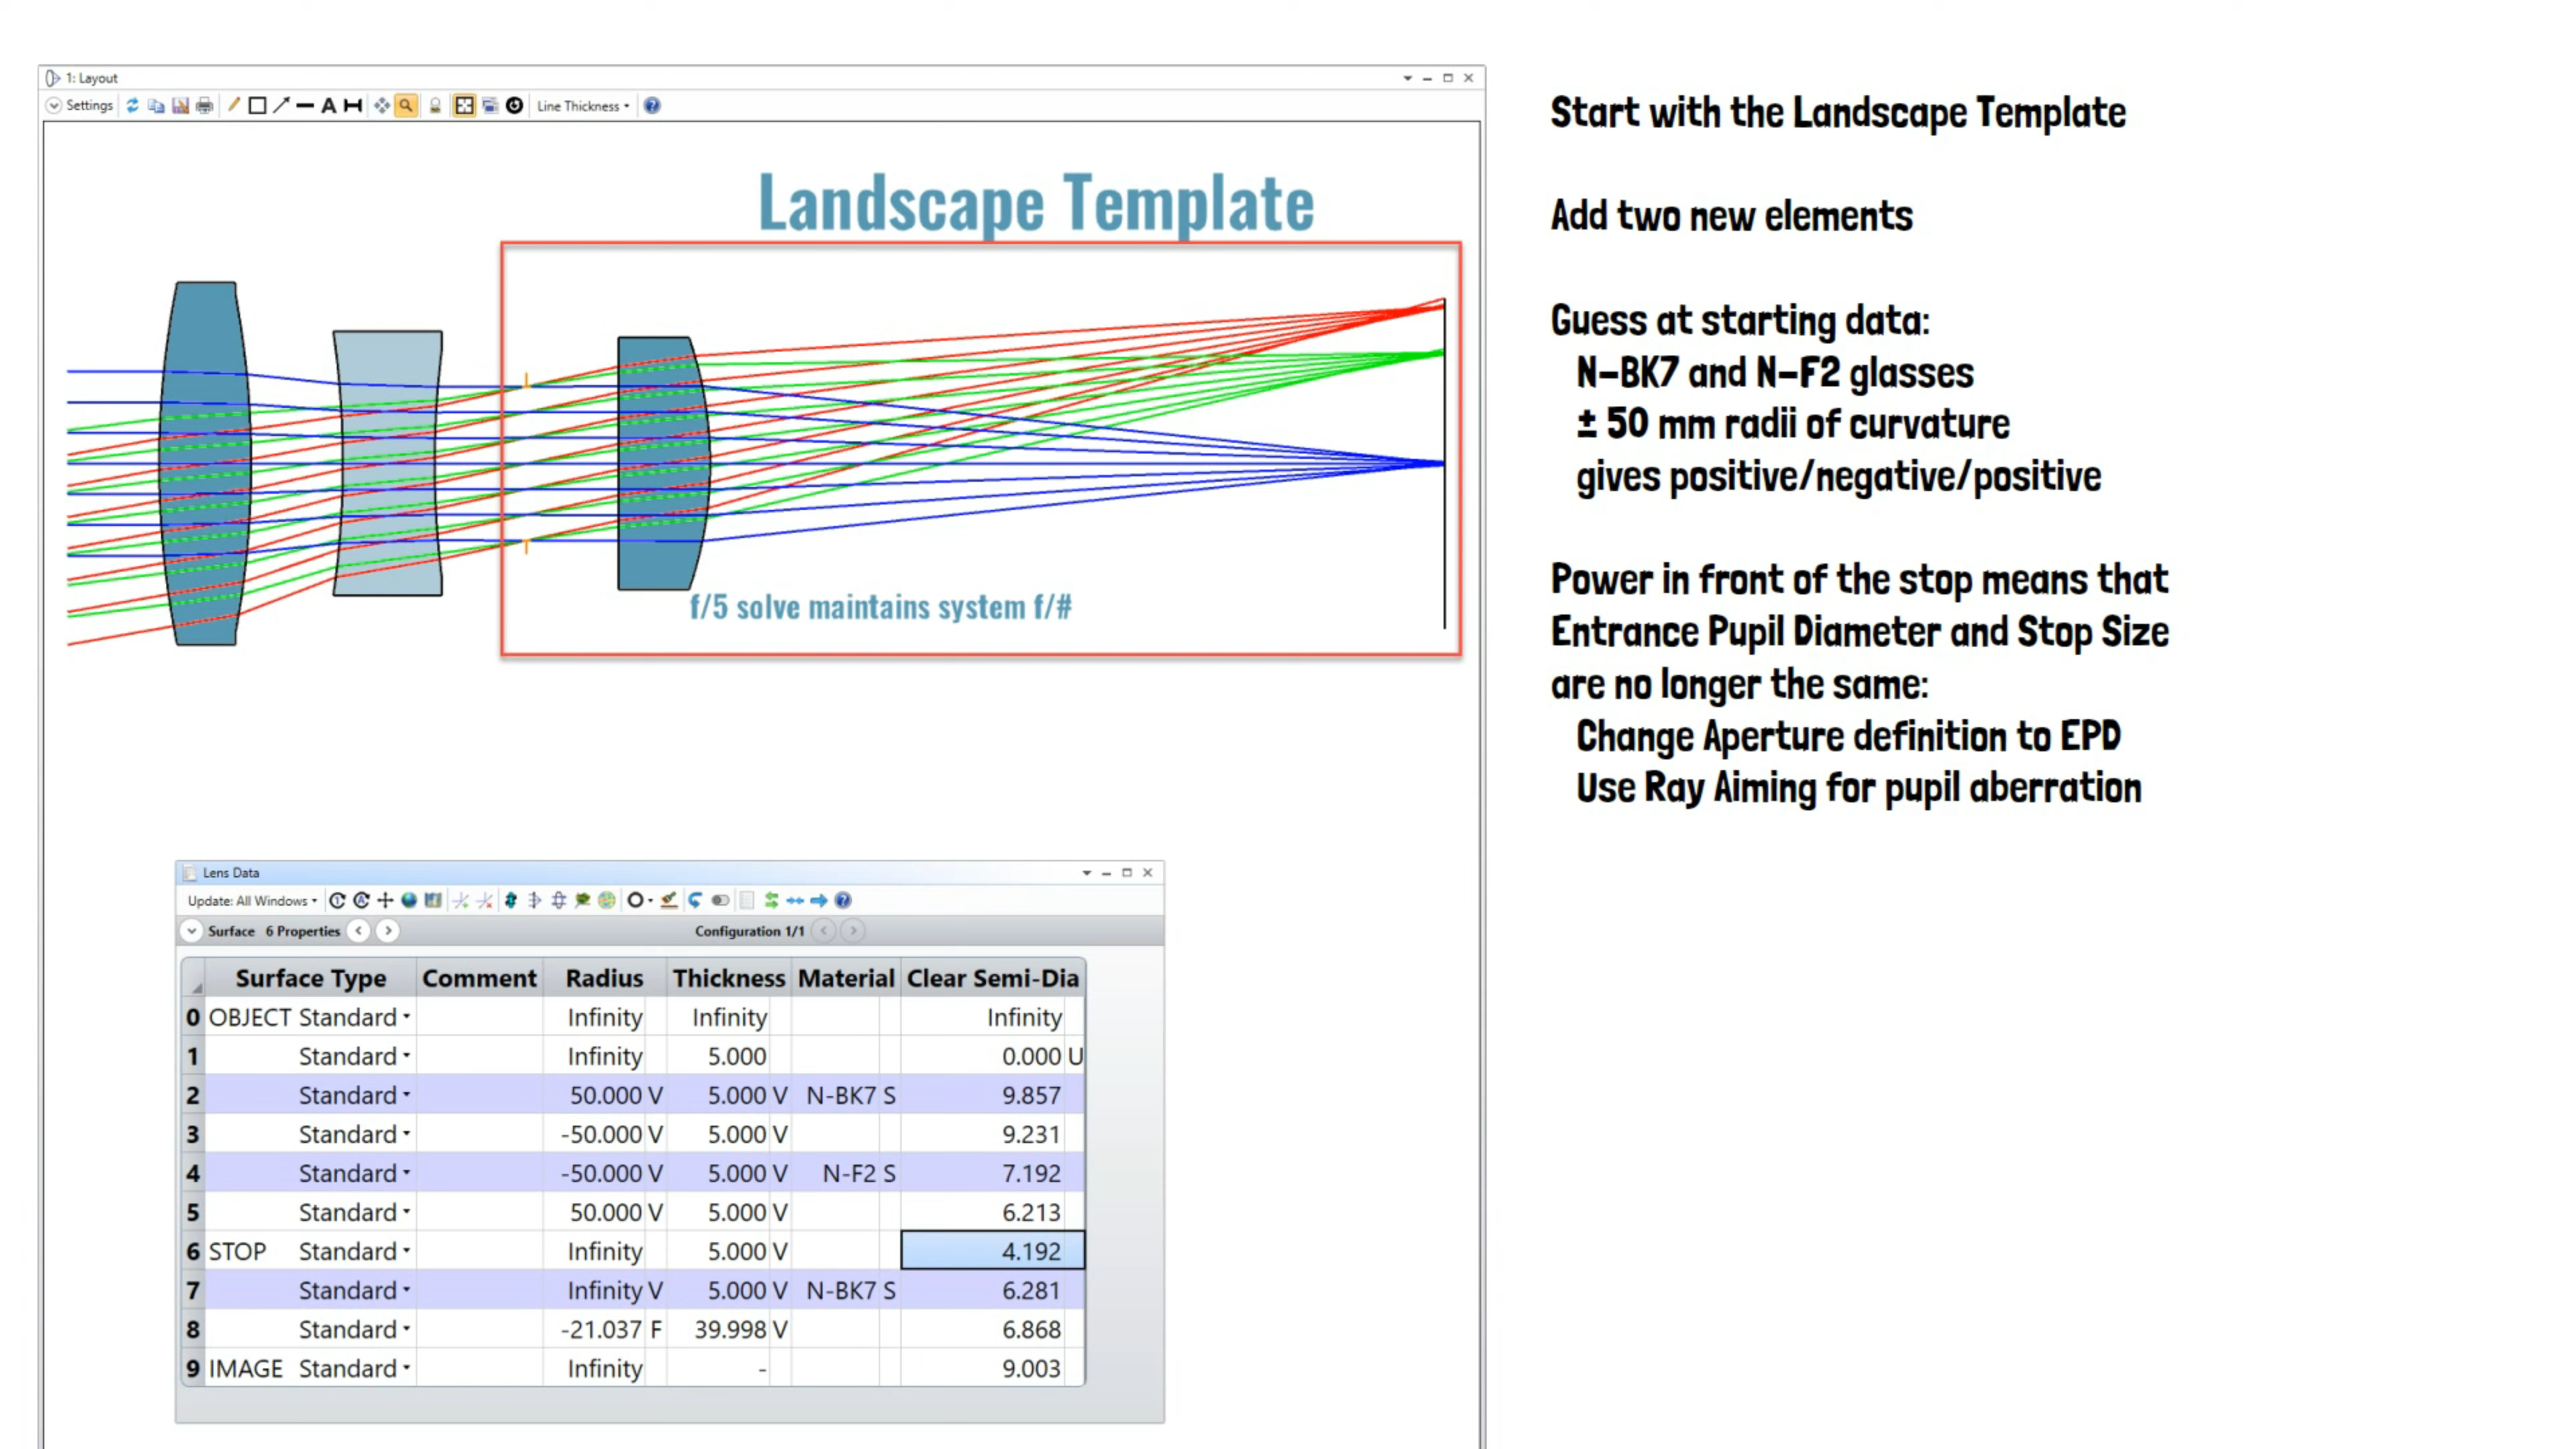 1: Layout
Settings
A
Line Thickness
Landscape Template
f/5 solve maintains system f/#
Start with the Landscape Template
Add two new elements
Guess at starting data:
N-BK7 and N-F2 glasses
± 50 mm radii of curvature
gives positive/negative/positive
Power in front of the stop means that
Entrance Pupil Diameter and Stop Size
are no longer the same:
Change Aperture definition to EPD
Use Ray Aiming for pupil aberration
Lens Data
Update: All Windows
Surface 6 Properties
Configuration 1/1
Surface Type Comment Radius Thickness Material Clear Semi-Dia
0 OBJECT Standard Infinity Infinity Infinity
1 Standard Infinity 5.000 0.000 U
2 Standard 50.000 V 5.000 V N-BK7 S 9.857
3 Standard -50.000 V 5.000 V 9.231
4 Standard -50.000 V 5.000 V N-F2 S 7.192
5 Standard 50.000 V 5.000 V 6.213
6 STOP Standard Infinity 5.000 V 4.192
7 Standard Infinity V 5.000 V N-BK7 S 6.281
8 Standard -21.037 F 39.998 V 6.868
9 IMAGE Standard Infinity - 9.003